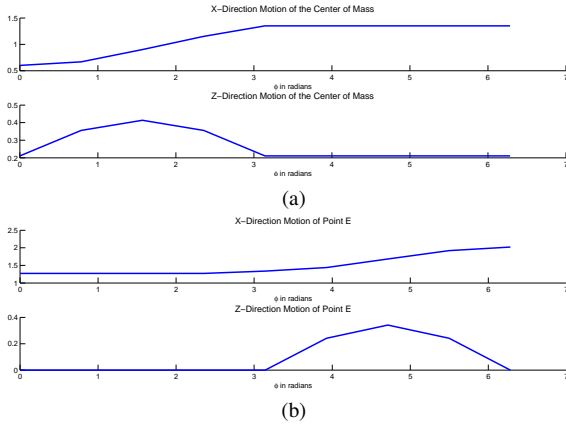 X−Direction Motion of the Center of Mass
1.5
1
0.5
0 1 2 3 4 5 6 7
ϕ in radians
Z−Direction Motion of the Center of Mass
0.5
0.4
0.3
0.2
0 1 2 3 4 5 6 7
ϕ in radians
(a)
X−Direction Motion of Point E
2.5
2
1.5
1
0 1 2 3 4 5 6 7
ϕ in radians
Z−Direction Motion of Point E
0.4
0.2
0
0 1 2 3 4 5 6 7
ϕ in radians
(b)